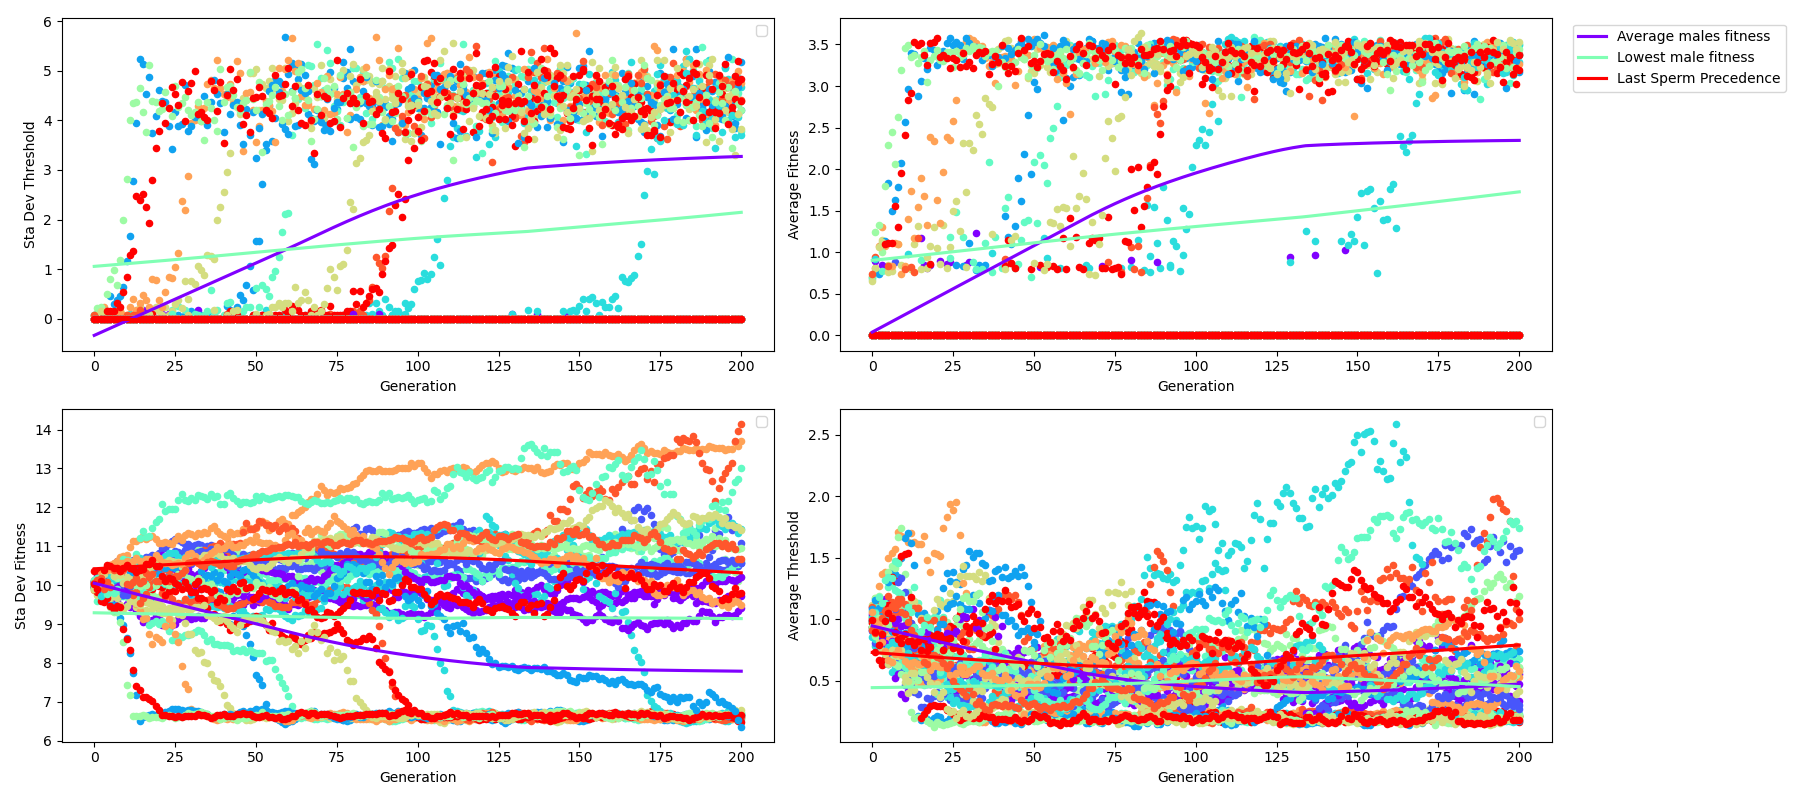 Sta Dev Threshold
6
5
4
3
2
1
0
0 25 50 75 100 125 150 175 200
Generation
Average Fitness
3.5
3.0
2.5
2.0
1.5
1.0
0.5
0.0
0 25 50 75 100 125 150 175 200
Generation
Average males fitness
Lowest male fitness
Last Sperm Precedence
Sta Dev Fitness
14
13
12
11
10
9
8
7
6
0 25 50 75 100 125 150 175 200
Generation
Average Threshold
2.5
2.0
1.5
1.0
0.5
0 25 50 75 100 125 150 175 200
Generation